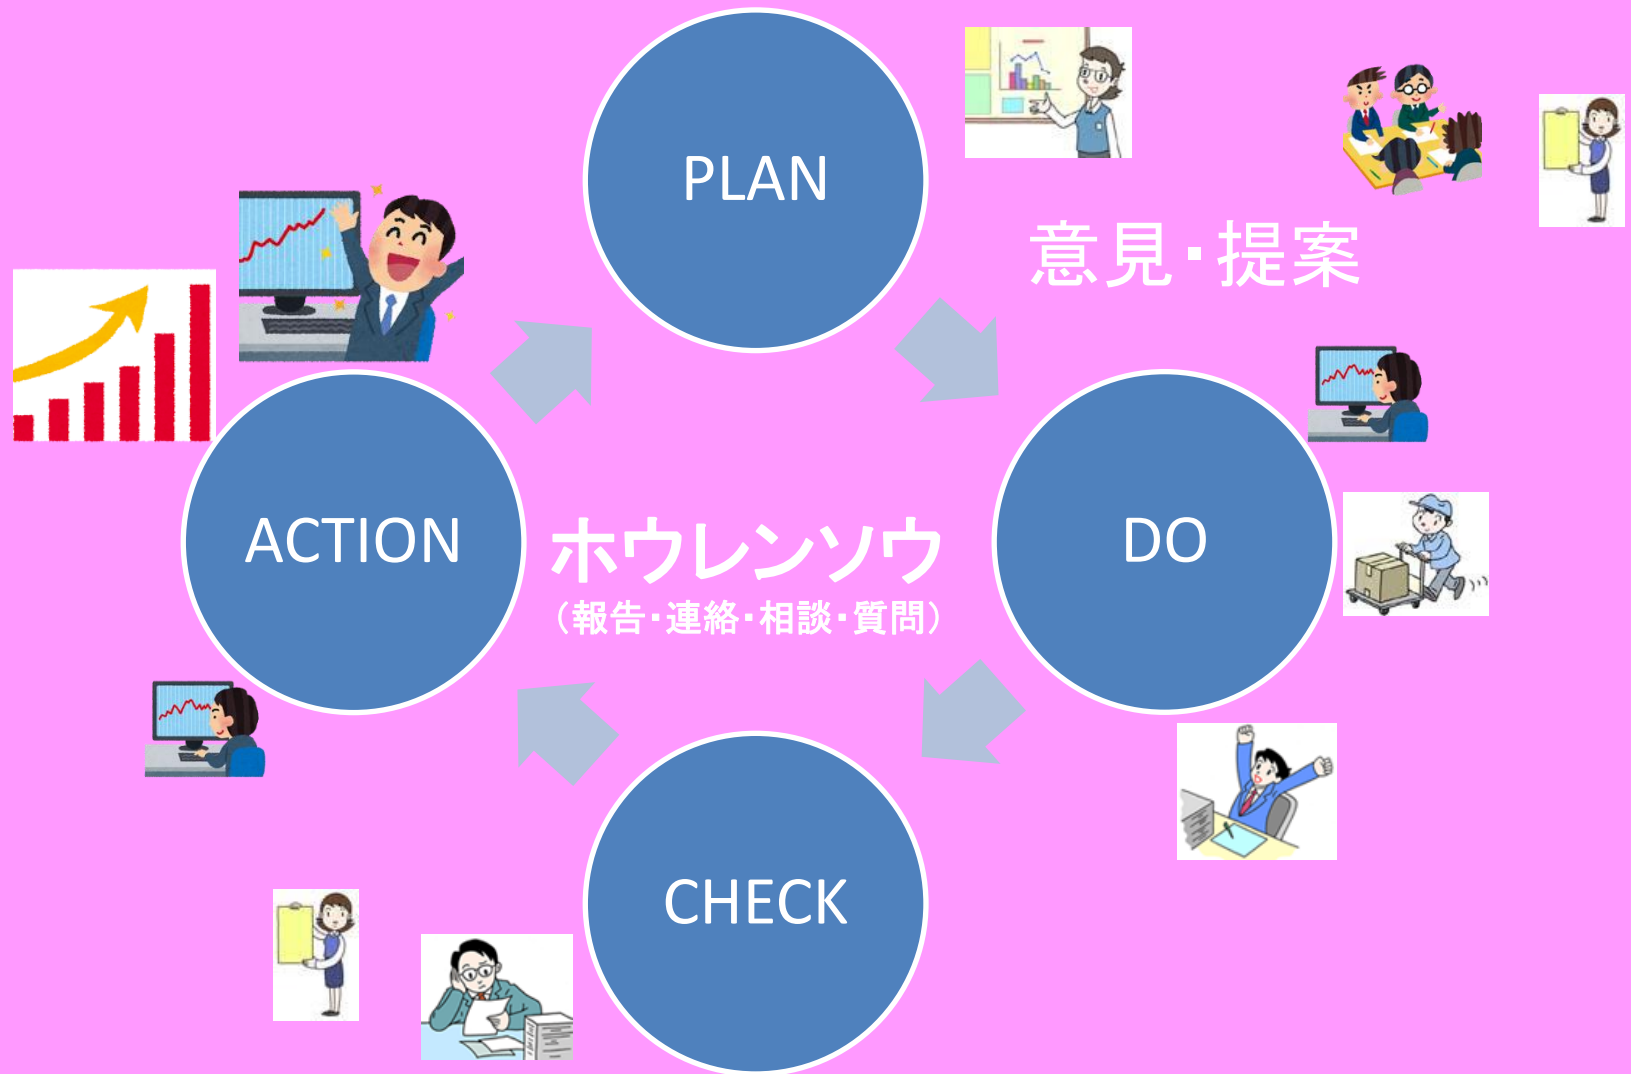 PLAN
意見・提案
ACTION
ホウレンソウ
（報告・連絡・相談・質問）
DO
CHECK